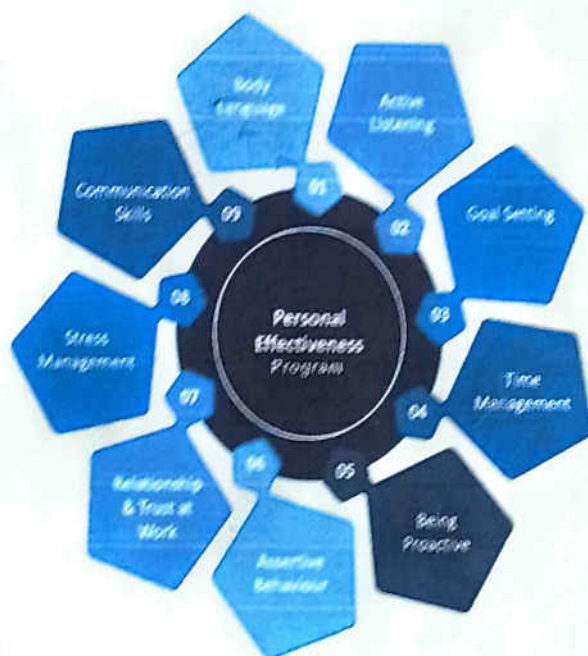 Body
Language
01
Active
Listening
02
Goal Setting
03
Time
Management
04
Being
Proactive
05
Assertive
Behaviour
06
Relationship
& Trust at
Work
07
Stress
Management
08
Communication
Skills
09
Personal
Effectiveness
Program